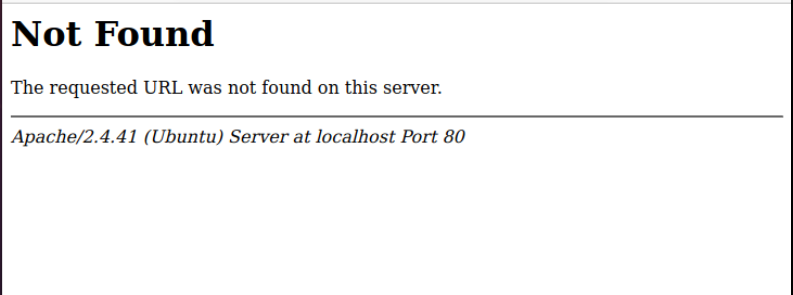 Not Found
The requested URL was not found on this server.
Apache/2.4.41 (Ubuntu) Server at localhost Port 80